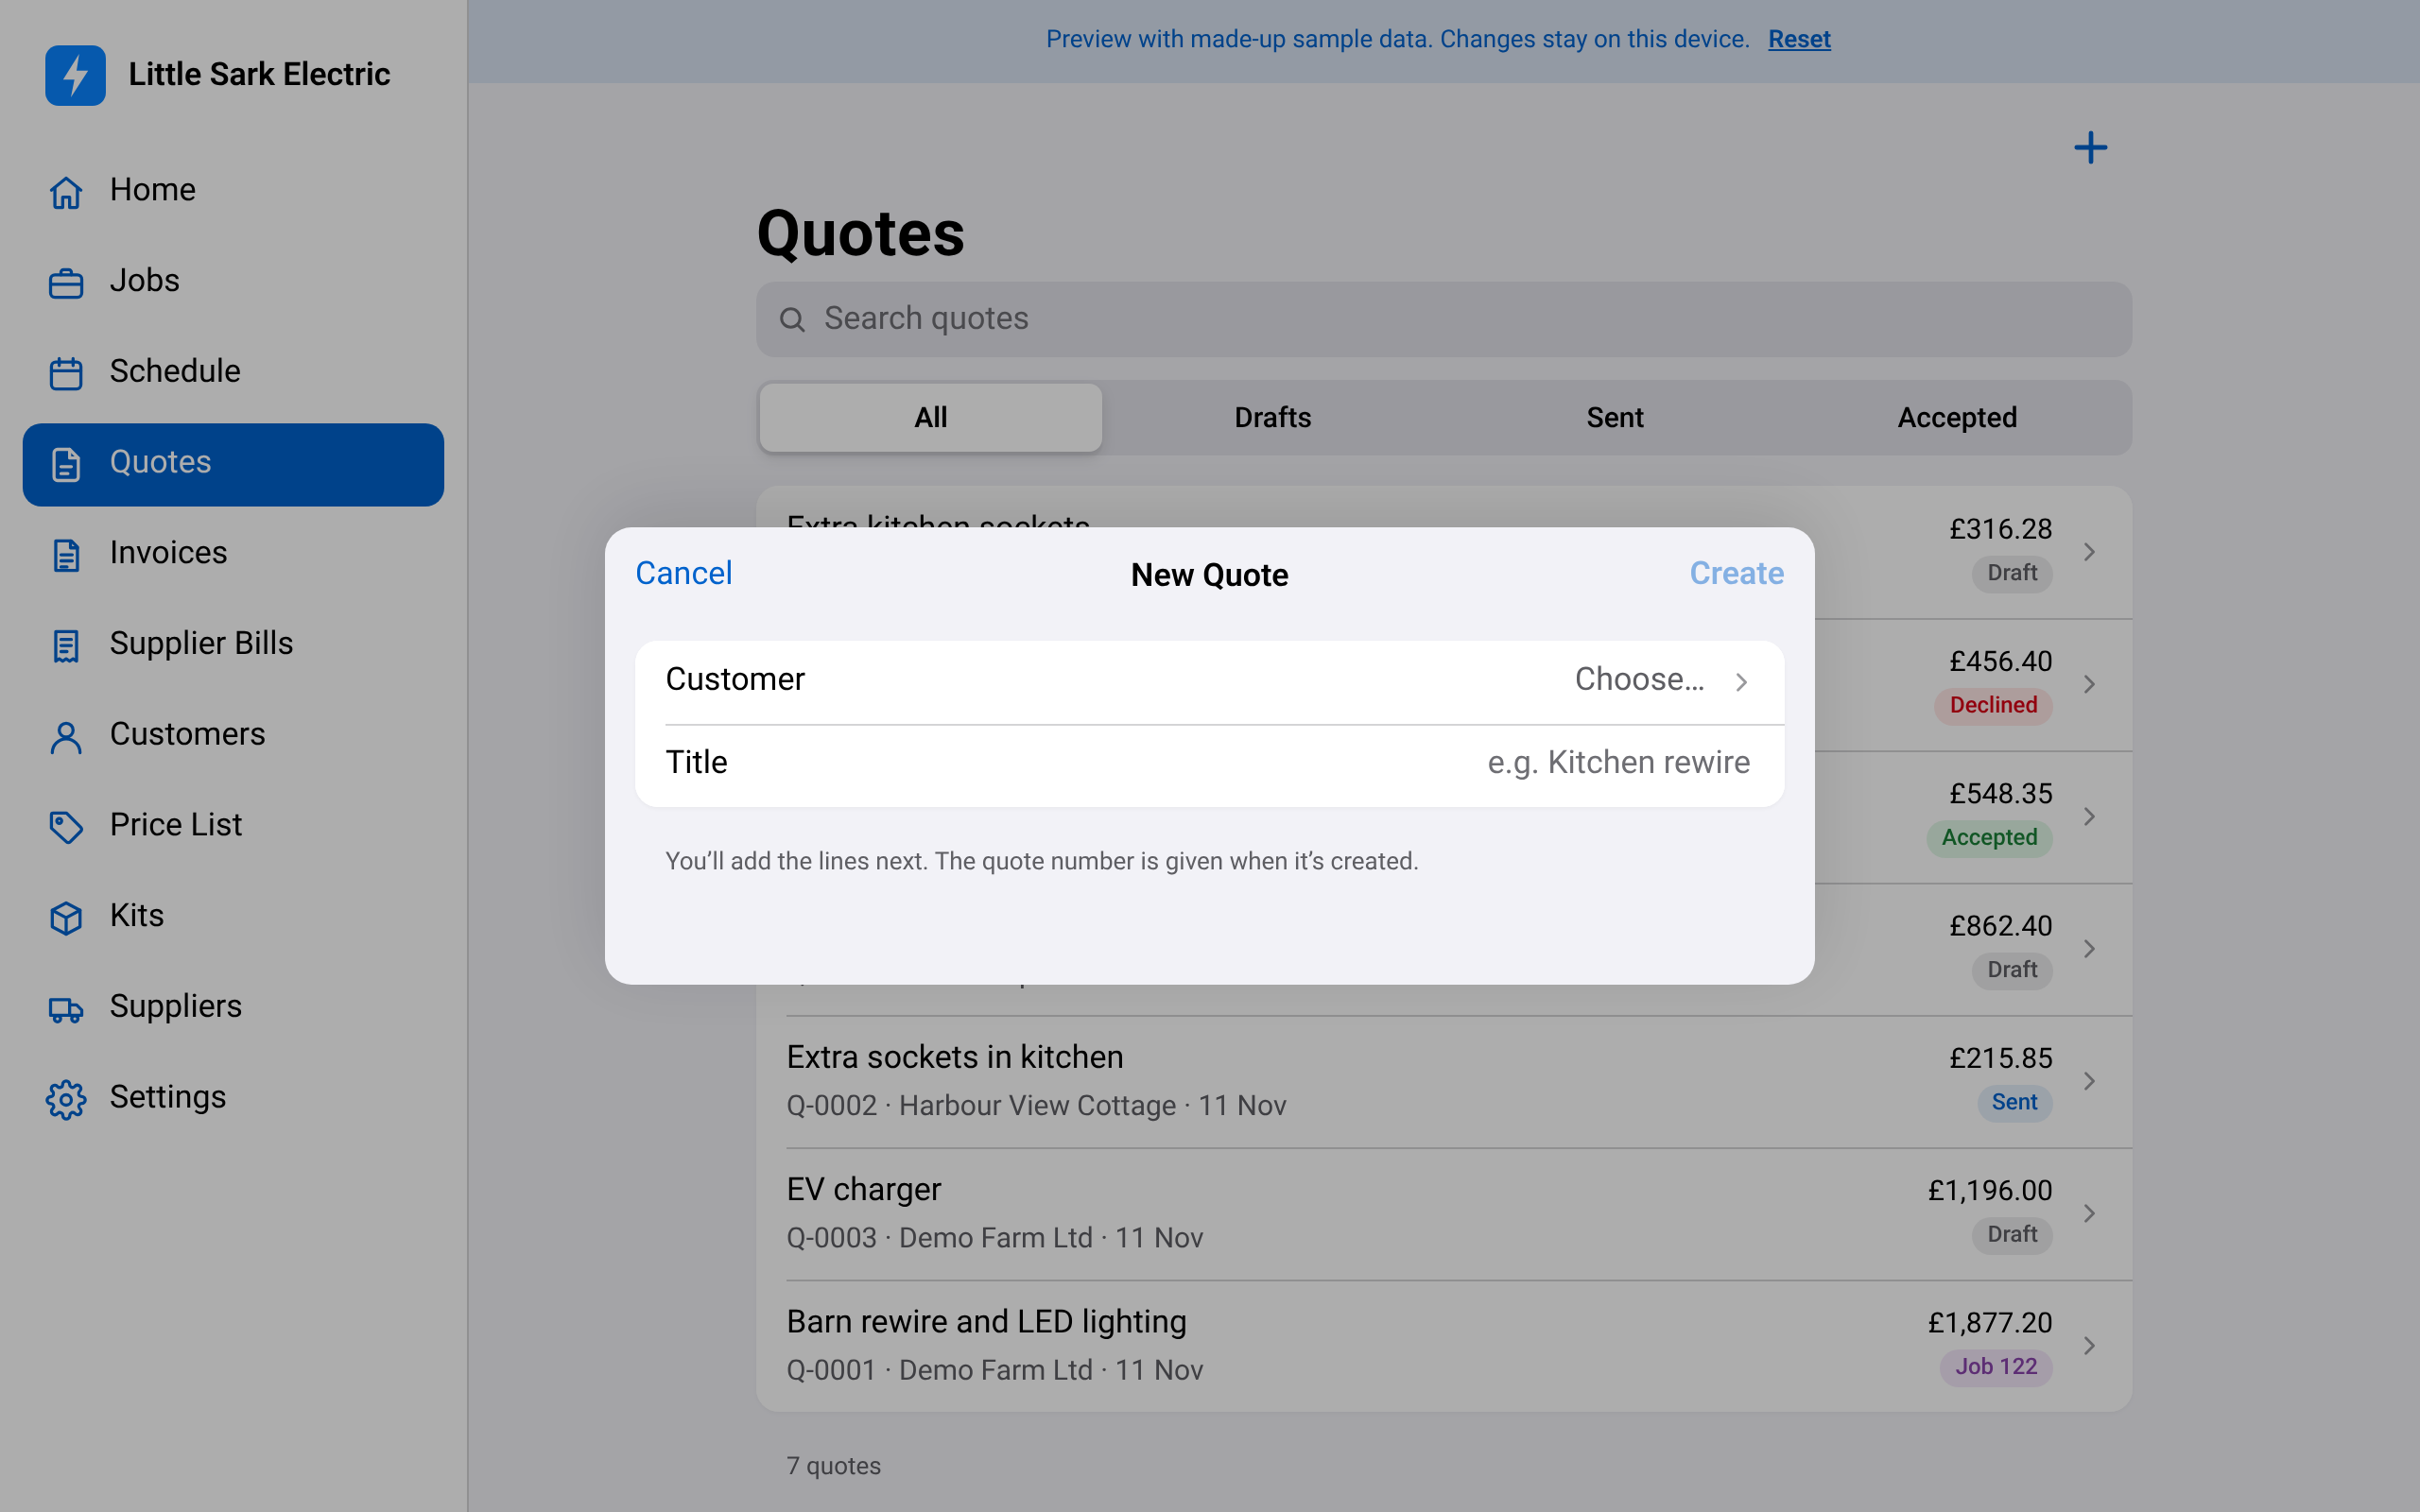 Little Sark Electric
Home
Jobs
Schedule
Quotes
Invoices
Supplier Bills
Customers
Price List
Kits
Suppliers
Settings
Preview with made-up sample data. Changes stay on this device. Reset
Quotes
Search quotes
All Drafts Sent Accepted
Extra kitchen sockets
£316.28
Draft
£456.40
Declined
£548.35
Accepted
£862.40
Draft
Cancel New Quote Create
Customer Choose...
Title e.g. Kitchen rewire
You’ll add the lines next. The quote number is given when it’s created.
Extra sockets in kitchen £215.85
Q-0002 · Harbour View Cottage · 11 Nov Sent
EV charger £1,196.00
Q-0003 · Demo Farm Ltd · 11 Nov Draft
Barn rewire and LED lighting £1,877.20
Q-0001 · Demo Farm Ltd · 11 Nov Job 122
7 quotes